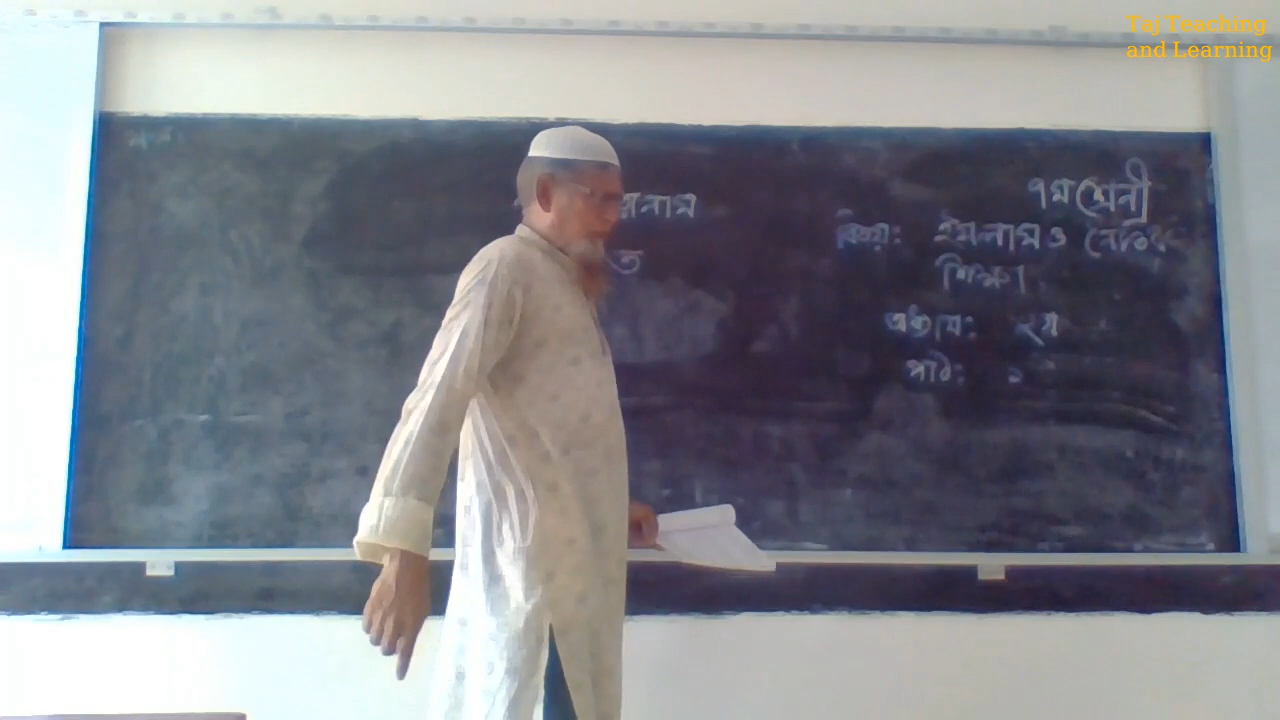 Taj Teaching
and Learning
৭ম শ্রেনী
বিষয়: ইসলাম ও নৈতিক
শিক্ষা
অধ্যায়: ২য়
পাঠ: ১